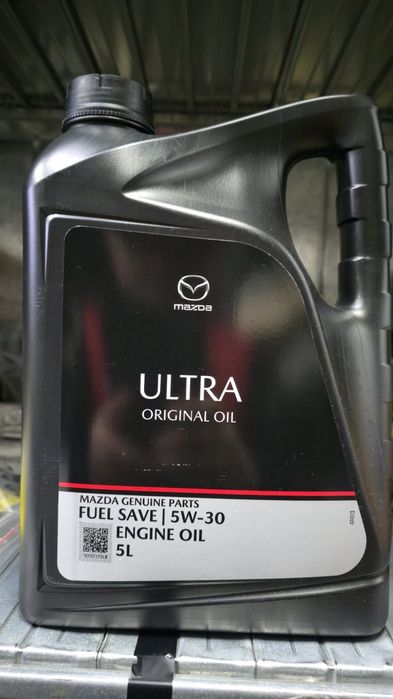 mazda
ULTRA
ORIGINAL OIL
MAZDA GENUINE PARTS
FUEL SAVE | 5W-30
ENGINE OIL
5L